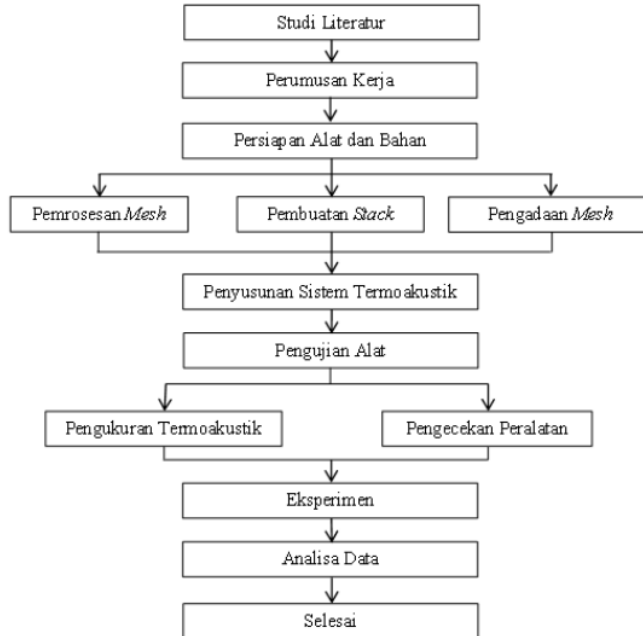 Studi Literatur
Perumusan Kerja
Persiapan Alat dan Bahan
Pemrosesan Mesh
Pembuatan Stack
Pengadaan Mesh
Penyusunan Sistem Termoakustik
Pengujian Alat
Pengukuran Termoakustik
Pengecekan Peralatan
Eksperimen
Analisa Data
Selesai